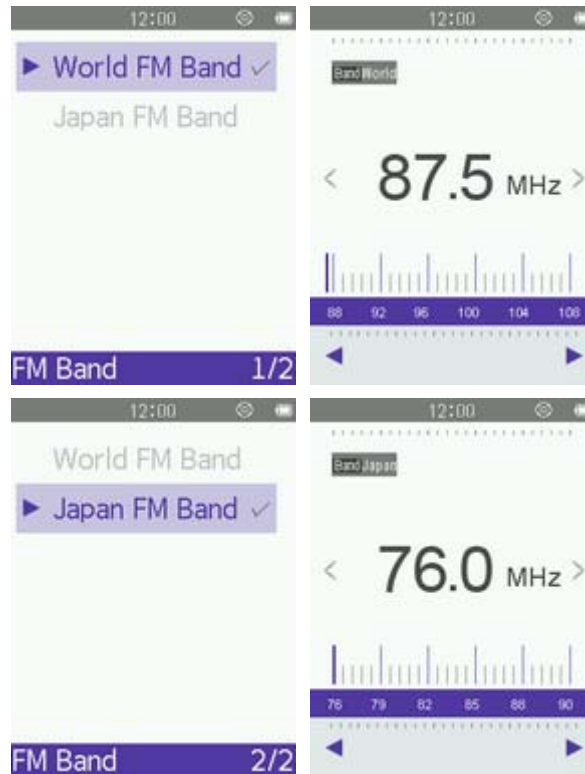 12:00
World FM Band
Japan FM Band
FM Band 1/2
12:00
Band World
< 87.5 MHz >
88 92 96 100 104 108
12:00
World FM Band
Japan FM Band
FM Band 2/2
12:00
Band Japan
< 76.0 MHz >
76 79 82 85 88 90